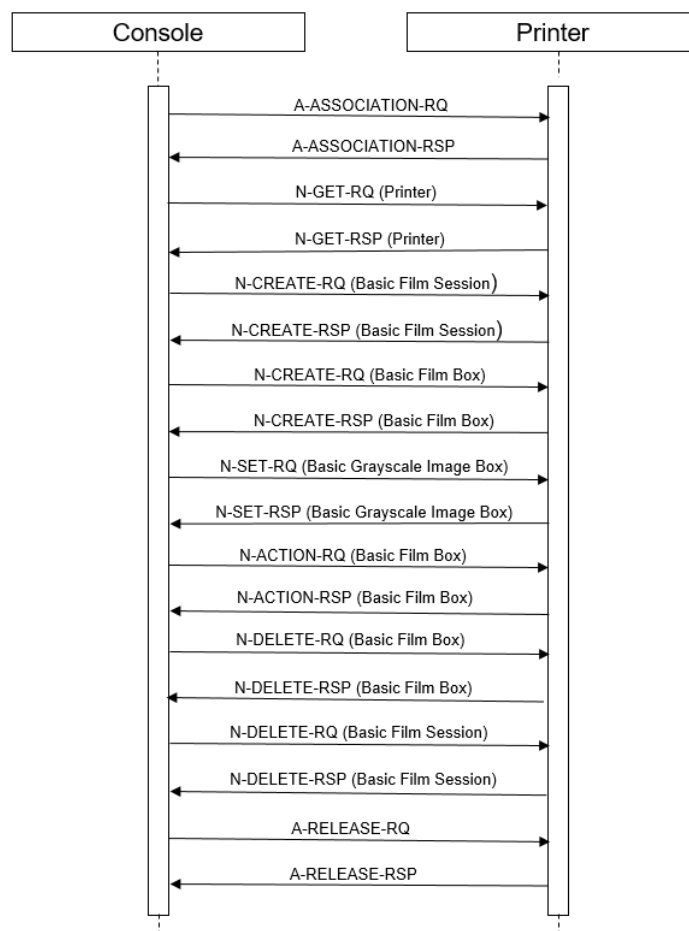 Console
Printer
A-ASSOCIATION-RQ
A-ASSOCIATION-RSP
N-GET-RQ (Printer)
N-GET-RSP (Printer)
N-CREATE-RQ (Basic Film Session)
N-CREATE-RSP (Basic Film Session)
N-CREATE-RQ (Basic Film Box)
N-CREATE-RSP (Basic Film Box)
N-SET-RQ (Basic Grayscale Image Box)
N-SET-RSP (Basic Grayscale Image Box)
N-ACTION-RQ (Basic Film Box)
N-ACTION-RSP (Basic Film Box)
N-DELETE-RQ (Basic Film Box)
N-DELETE-RSP (Basic Film Box)
N-DELETE-RQ (Basic Film Session)
N-DELETE-RSP (Basic Film Session)
A-RELEASE-RQ
A-RELEASE-RSP